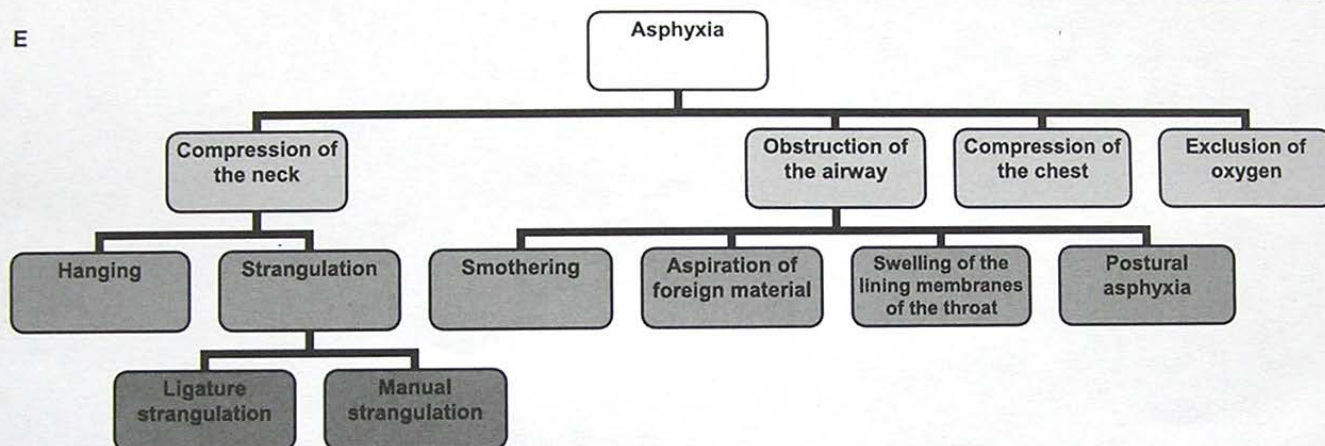 E
Asphyxia
Compression of
the neck
Obstruction of
the airway
Compression of
the chest
Exclusion of
oxygen
Hanging
Strangulation
Smothering
Aspiration of
foreign material
Swelling of the
lining membranes
of the throat
Postural
asphyxia
Ligature
strangulation
Manual
strangulation